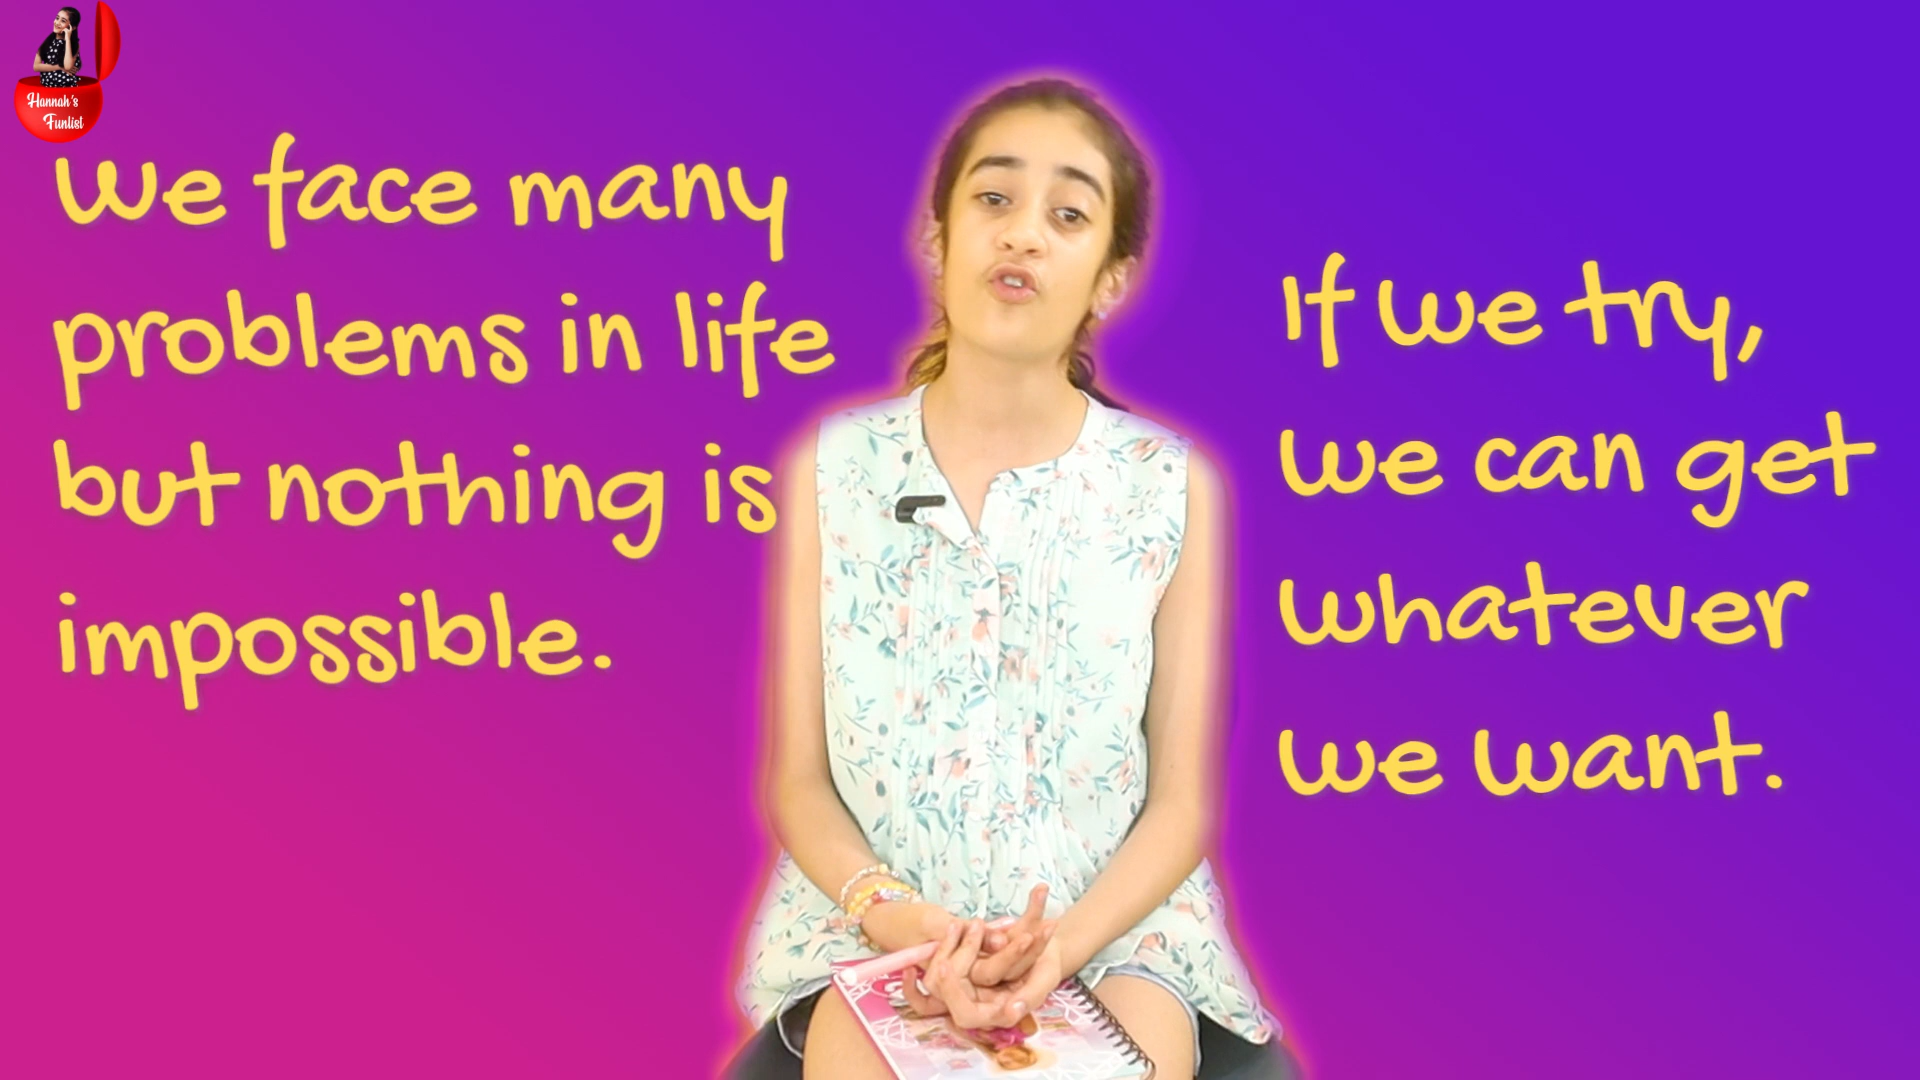 Hannah's
Funlist
We face many
problems in life
but nothing is
impossible.
If we try,
we can get
whatever
we want.